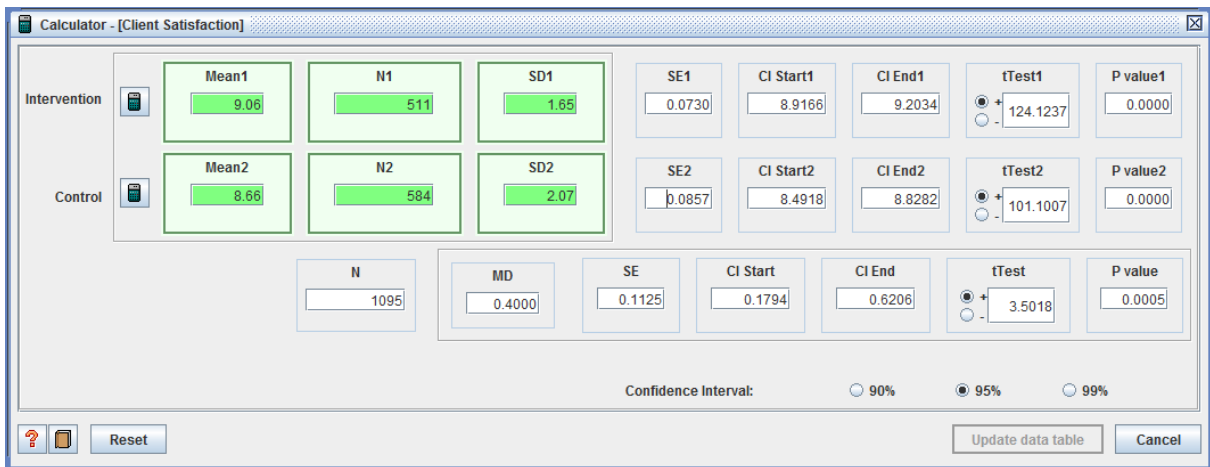 Calculator - [Client Satisfaction]
Mean1 N1 SD1 SE1 CI Start1 CI End1 tTest1 P value1
Intervention 9.06 511 1.65 0.0730 8.9166 9.2034 + - 124.1237 0.0000
Mean2 N2 SD2 SE2 CI Start2 CI End2 tTest2 P value2
Control 8.66 584 2.07 0.0857 8.4918 8.8282 + - 101.1007 0.0000
N MD SE CI Start CI End tTest P value
1095 0.4000 0.1125 0.1794 0.6206 + - 3.5018 0.0005
Confidence Interval: 90% 95% 99%
? Reset Update data table Cancel